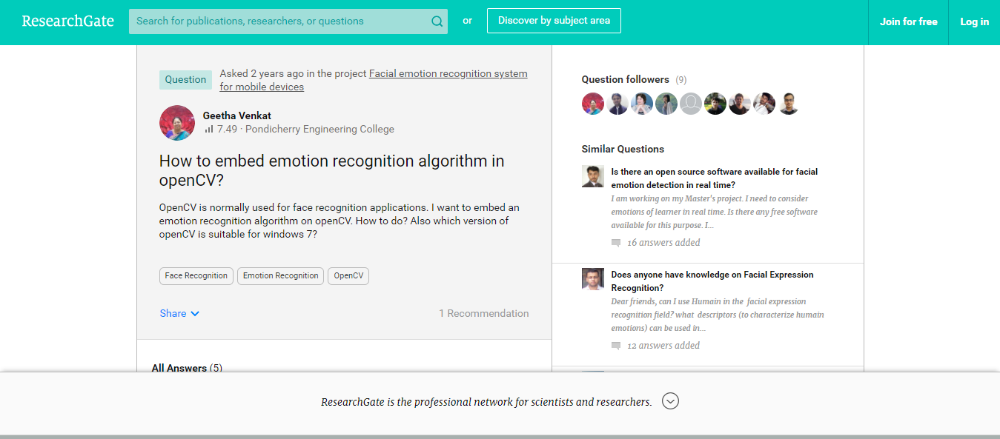 ResearchGate
Search for publications, researchers, or questions
or
Discover by subject area
Join for free
Log in
Question
Asked 2 years ago in the project Facial emotion recognition system
for mobile devices
Geetha Venkat
7.49 · Pondicherry Engineering College
How to embed emotion recognition algorithm in
openCV?
OpenCV is normally used for face recognition applications. I want to embed an
emotion recognition algorithm on openCV. How to do? Also which version of
openCV is suitable for windows 7?
Face Recognition
Emotion Recognition
OpenCV
Share
1 Recommendation
All Answers (5)
Question followers (9)
Similar Questions
Is there an open source software available for facial
emotion detection in real time?
I am working on my Master's project. I need to consider
emotions of learner in real time. Is there any free software
available for this purpose. I...
16 answers added
Does anyone have knowledge on Facial Expression
Recognition?
Dear friends, can I use Humain in the facial expression
recognition field? what descriptors (to characterize humain
emotions) can be used in...
12 answers added
ResearchGate is the professional network for scientists and researchers.